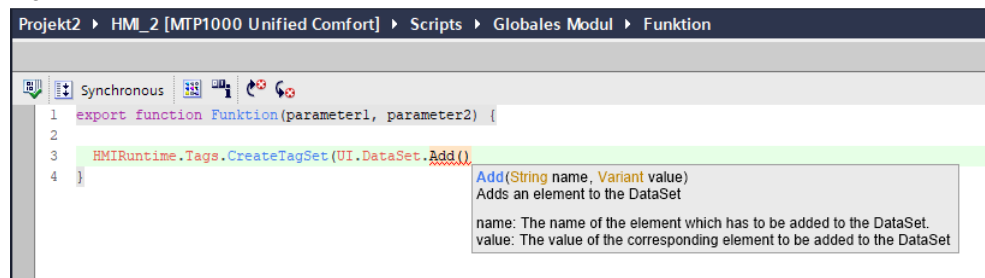 Projekt2 ▸ HMI_2 [MTP1000 Unified Comfort] ▸ Scripts ▸ Globales Modul ▸ Funktion
Synchronous
1 export function Funktion(parameter1, parameter2) {
2
3 HMIRuntime.Tags.CreateTagSet(UI.DataSet.Add()
4 }
Add(String name, Variant value)
Adds an element to the DataSet
name: The name of the element which has to be added to the DataSet.
value: The value of the corresponding element to be added to the DataSet